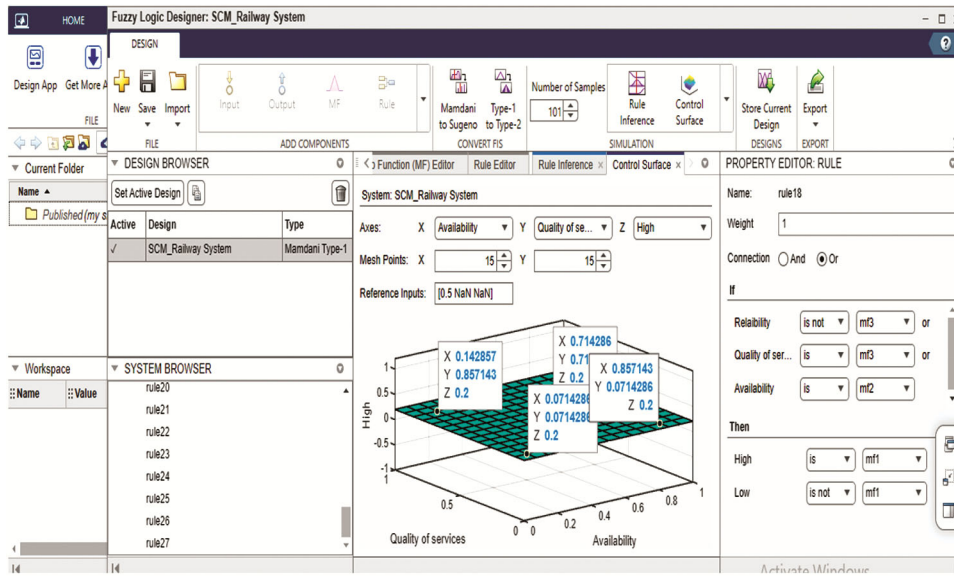 HOME
Fuzzy Logic Designer: SCM_Railway System
DESIGN
Design App
Get More
New
Save
Import
Input
Output
MF
Rule
Mamdani to Sugeno
Type-1 to Type-2
Number of Samples
101
Rule Inference
Control Surface
Store Current Design
Export
FILE
FILE
ADD COMPONENTS
CONVERT FIS
SIMULATION
DESIGNS
EXPORT
Current Folder
Name
Published (my s
Workspace
Name
Value
DESIGN BROWSER
Set Active Design
Active Design Type
SCM_Railway System Mamdani Type-1
SYSTEM BROWSER
rule20
rule21
rule22
rule23
rule24
rule25
rule26
rule27
Function (MF) Editor
Rule Editor
Rule Inference
Control Surface
System: SCM_Railway System
Axes: X Availability Y Quality of se... Z High
Mesh Points: X 15 Y 15
Reference Inputs: [0.5 NaN NaN]
X 0.142857
Y 0.857143
Z 0.2
X 0.714286
Y 0.71
Z 0.2
X 0.0714286
Y 0.0714286
Z 0.2
X 0.857143
Y 0.0714286
Z 0.2
High
1
0.5
0
-0.5
-1
1
0.5
0
Quality of services
0
0.2
0.4
0.6
0.8
1
Availability
PROPERTY EDITOR: RULE
Name: rule18
Weight 1
Connection And Or
If
Relaibility is not mf3 or
Quality of ser... is mf3 or
Availability is mf2
Then
High is mf1
Low is not mf1
Activate Windows